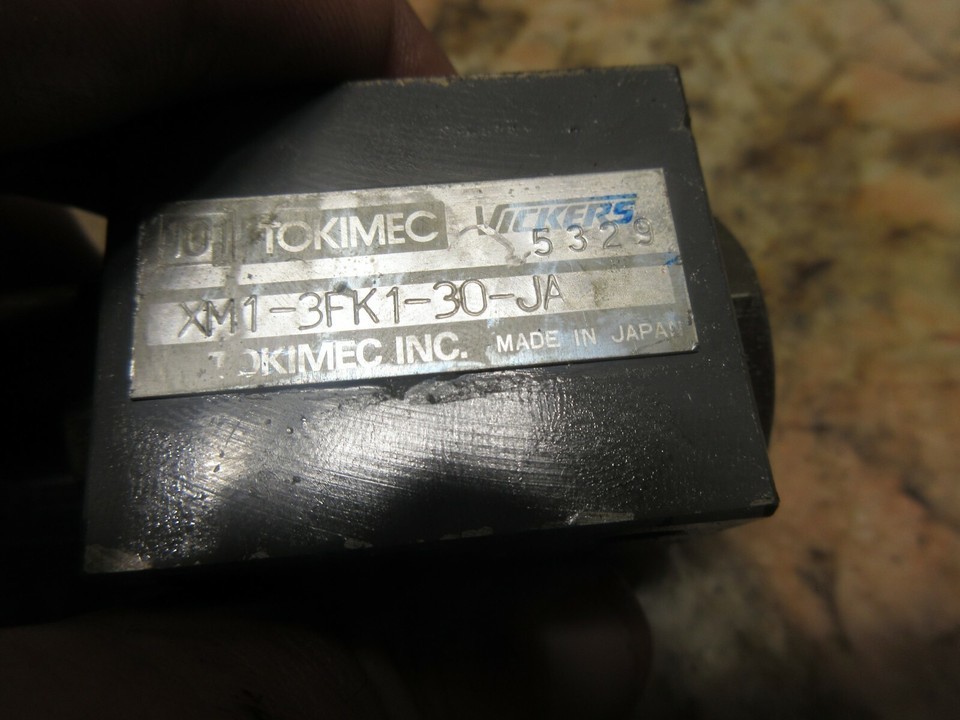 TOKIMEC VICKERS
5329
XM1-3FK1-30-JA
TOKIMEC INC. MADE IN JAPAN